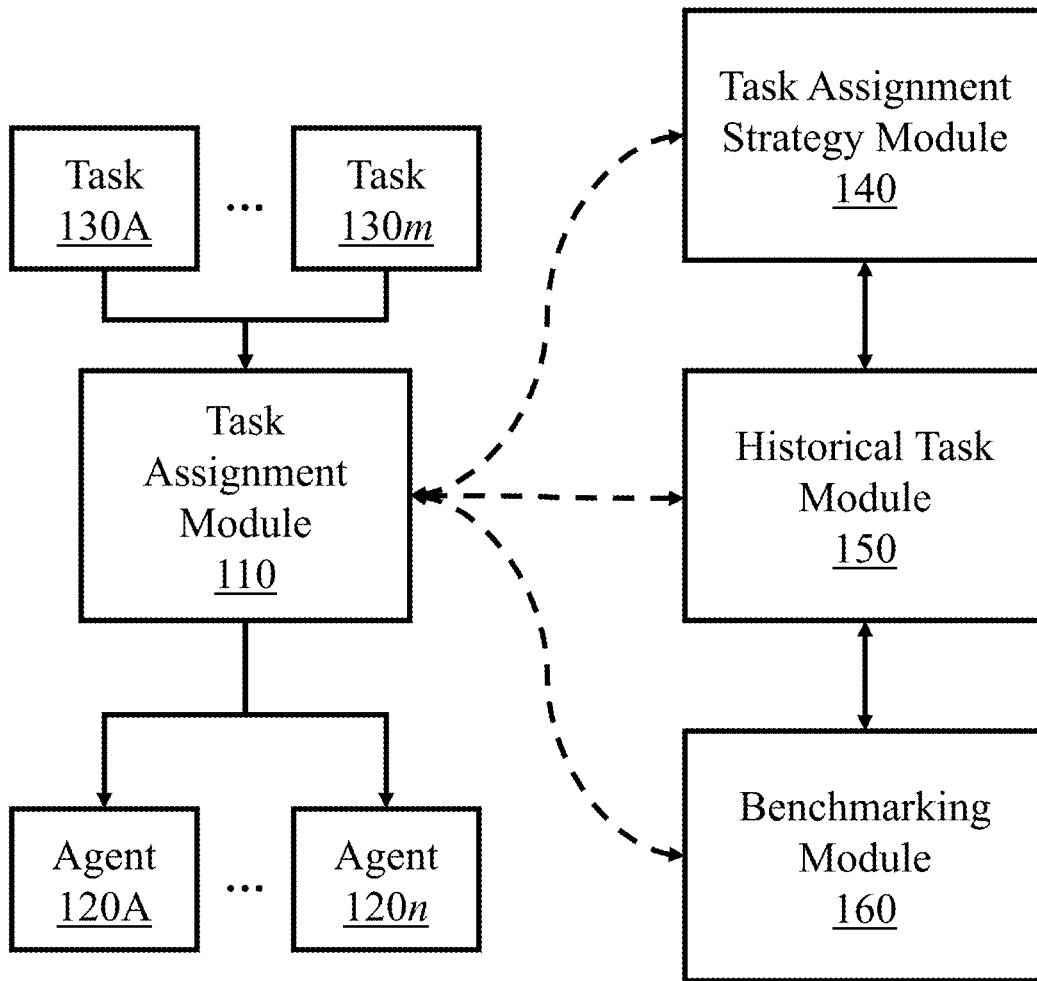 Task
130A
...
Task
130m
Task
Assignment
Module
110
Agent
120A
...
Agent
120n
Task Assignment
Strategy Module
140
Historical Task
Module
150
Benchmarking
Module
160